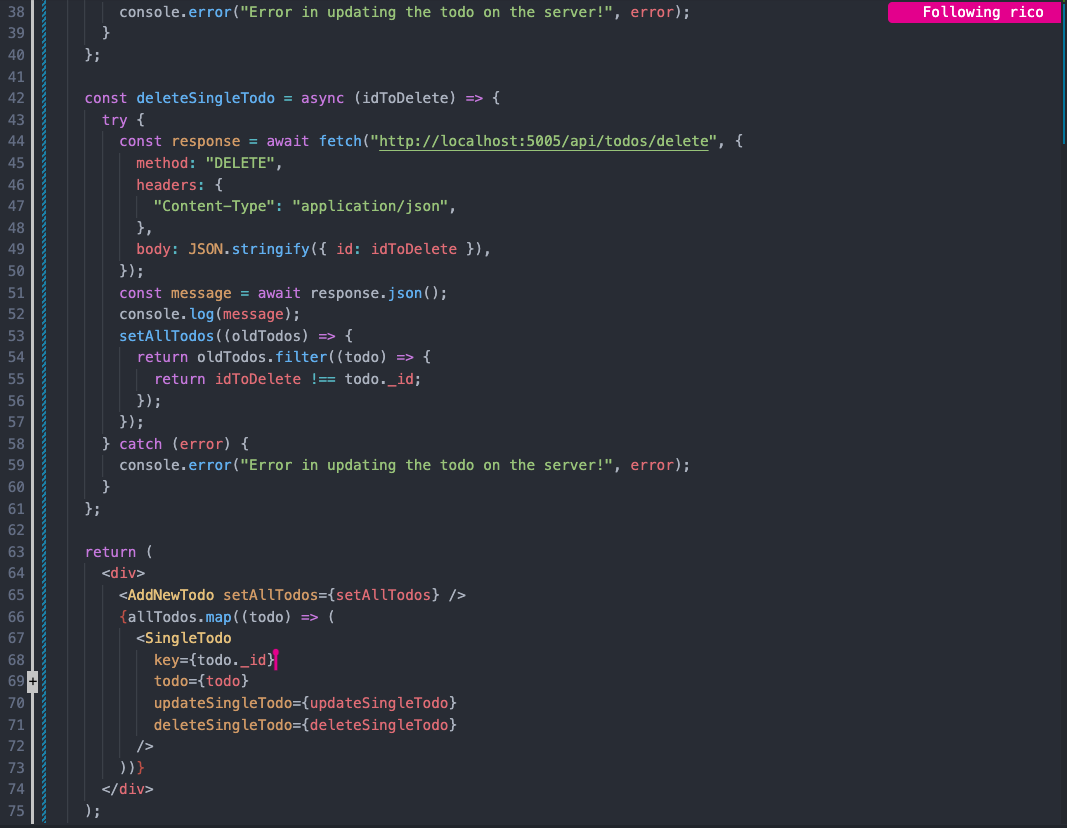 38 console.error("Error in updating the todo on the server!", error);
Following rico
39 }
40 };
41
42 const deleteSingleTodo = async (idToDelete) => {
43 try {
44 const response = await fetch("http://localhost:5005/api/todos/delete", {
45 method: "DELETE",
46 headers: {
47 "Content-Type": "application/json",
48 },
49 body: JSON.stringify({ id: idToDelete }),
50 });
51 const message = await response.json();
52 console.log(message);
53 setAllTodos((oldTodos) => {
54 return oldTodos.filter((todo) => {
55 return idToDelete !== todo._id;
56 });
57 });
58 } catch (error) {
59 console.error("Error in updating the todo on the server!", error);
60 }
61 };
62
63 return (
64 <div>
65 <AddNewTodo setAllTodos={setAllTodos} />
66 {allTodos.map((todo) => (
67 <SingleTodo
68 key={todo._id}
69 + todo={todo}
70 updateSingleTodo={updateSingleTodo}
71 deleteSingleTodo={deleteSingleTodo}
72 />
73 ))}
74 </div>
75 );